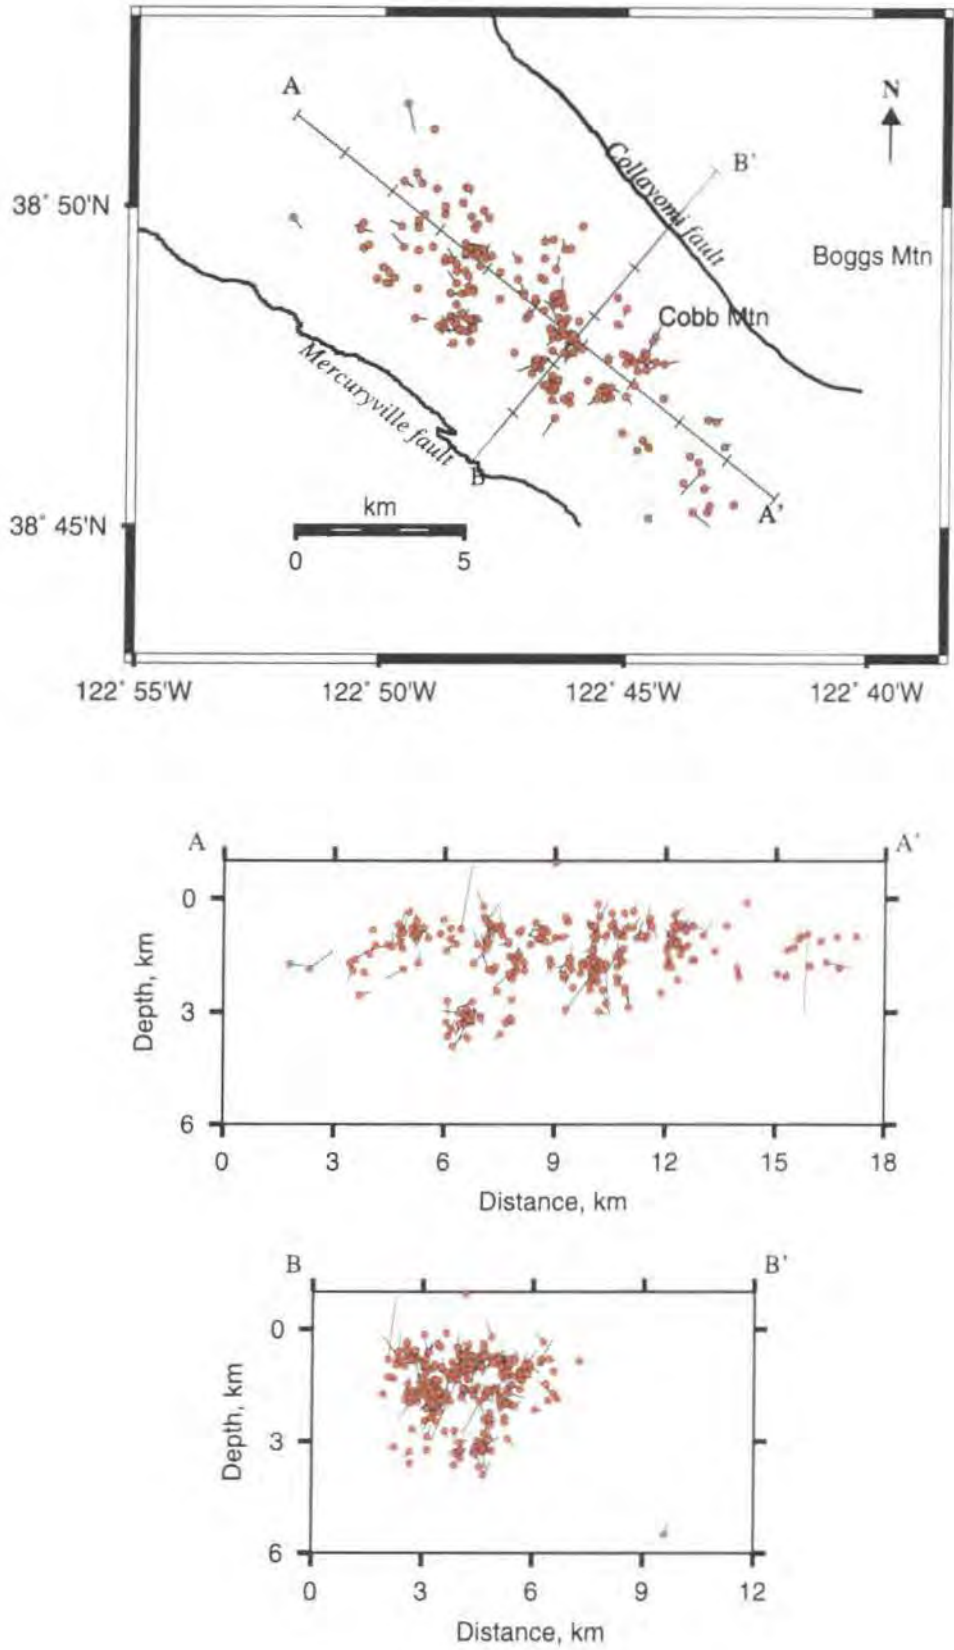 A
N
B'
Collayomi fault
38° 50'N
Boggs Mtn
Cobb Mtn
Mercuryville fault
B
km
A'
38° 45'N
0 5
122° 55'W 122° 50'W 122° 45'W 122° 40'W
A A'
0
3
6
Depth, km
0 3 6 9 12 15 18
Distance, km
B B'
0
3
6
Depth, km
0 3 6 9 12
Distance, km